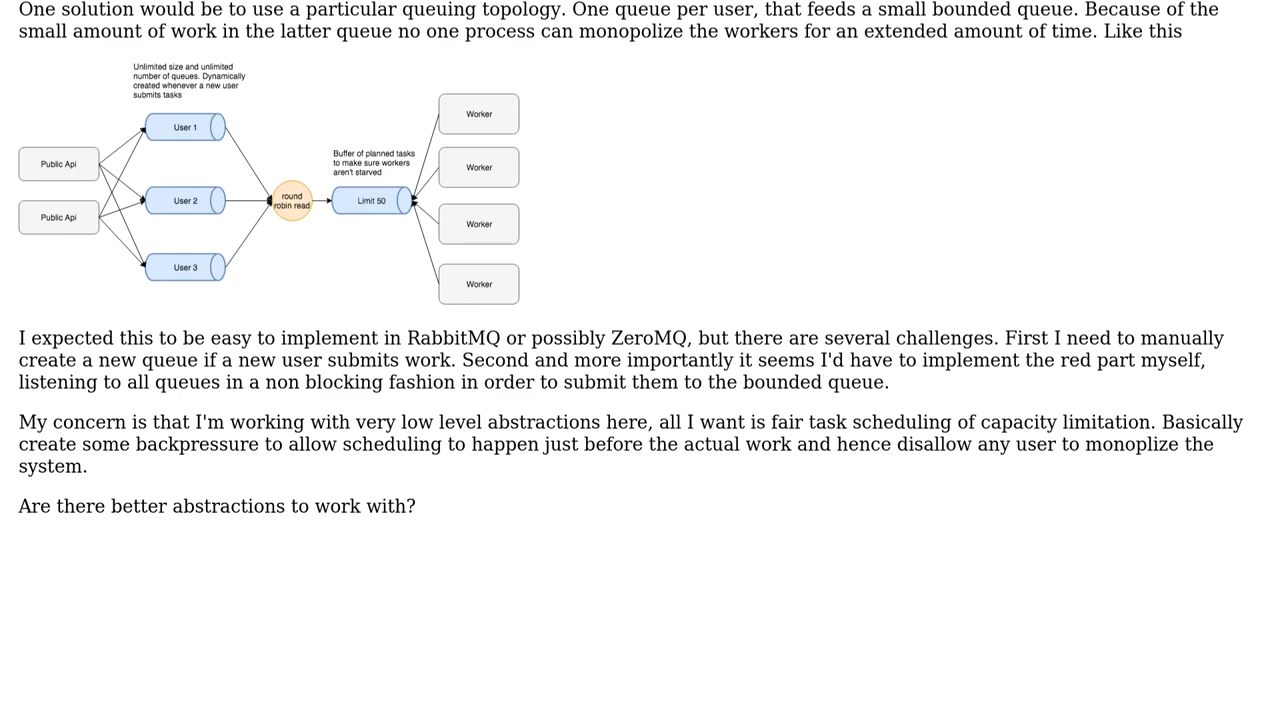 One solution would be to use a particular queuing topology. One queue per user, that feeds a small bounded queue. Because of the
small amount of work in the latter queue no one process can monopolize the workers for an extended amount of time. Like this
Unlimited size and unlimited
number of queues. Dynamically
created whenever a new user
submits tasks
Public Api
Public Api
User 1
User 2
User 3
round
robin read
Buffer of planned tasks
to make sure workers
aren't starved
Limit 50
Worker
Worker
Worker
Worker
I expected this to be easy to implement in RabbitMQ or possibly ZeroMQ, but there are several challenges. First I need to manually
create a new queue if a new user submits work. Second and more importantly it seems I'd have to implement the red part myself,
listening to all queues in a non blocking fashion in order to submit them to the bounded queue.
My concern is that I'm working with very low level abstractions here, all I want is fair task scheduling of capacity limitation. Basically
create some backpressure to allow scheduling to happen just before the actual work and hence disallow any user to monoplize the
system.
Are there better abstractions to work with?